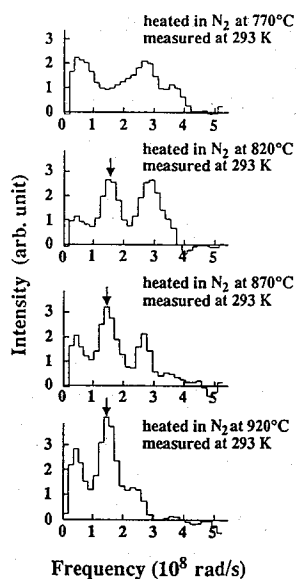 heated in N2 at 770°C
measured at 293 K
3
2
1
0
0 1 2 3 4 5
heated in N2 at 820°C
measured at 293 K
3
2
1
0
0 1 2 3 4 5
Intensity (arb. unit)
heated in N2 at 870°C
measured at 293 K
3
2
1
0
0 1 2 3 4 5
heated in N2 at 920°C
measured at 293 K
4
3
2
1
0
0 1 2 3 4 5
Frequency (10^8 rad/s)